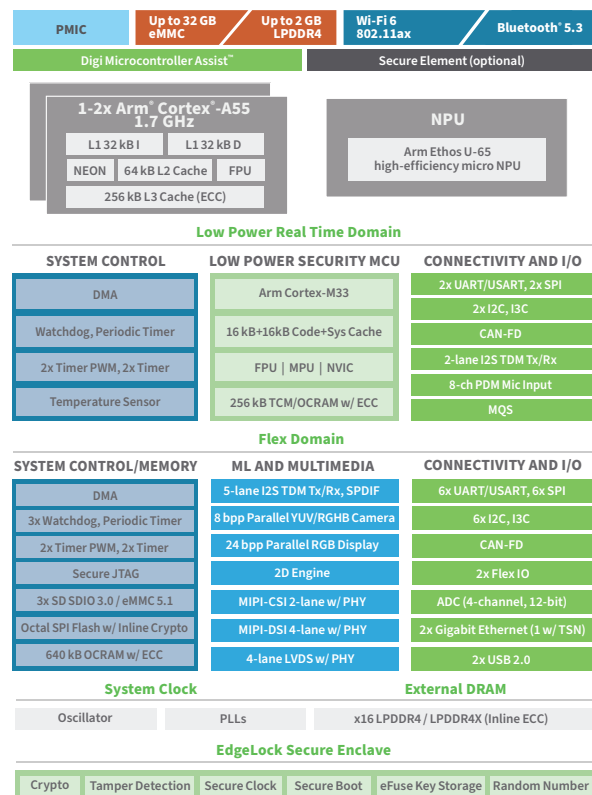 PMIC
Up to 32 GB
eMMC
Up to 2 GB
LPDDR4
Wi-Fi 6
802.11ax
Bluetooth® 5.3
Digi Microcontroller Assist™
Secure Element (optional)
1-2x Arm® Cortex®-A55
1.7 GHz
L1 32 kB I
L1 32 kB D
NEON
64 kB L2 Cache
FPU
256 kB L3 Cache (ECC)
NPU
Arm Ethos U-65
high-efficiency micro NPU
Low Power Real Time Domain
SYSTEM CONTROL
DMA
Watchdog, Periodic Timer
2x Timer PWM, 2x Timer
Temperature Sensor
LOW POWER SECURITY MCU
Arm Cortex-M33
16 kB+16kB Code+Sys Cache
FPU | MPU | NVIC
256 kB TCM/OCRAM w/ ECC
CONNECTIVITY AND I/O
2x UART/USART, 2x SPI
2x I2C, I3C
CAN-FD
2-lane I2S TDM Tx/Rx
8-ch PDM Mic Input
MQS
Flex Domain
SYSTEM CONTROL/MEMORY
DMA
3x Watchdog, Periodic Timer
2x Timer PWM, 2x Timer
Secure JTAG
3x SD SDIO 3.0 / eMMC 5.1
Octal SPI Flash w/ Inline Crypto
640 kB OCRAM w/ ECC
ML AND MULTIMEDIA
5-lane I2S TDM Tx/Rx, SPDIF
8 bpp Parallel YUV/RGHB Camera
24 bpp Parallel RGB Display
2D Engine
MIPI-CSI 2-lane w/ PHY
MIPI-DSI 4-lane w/ PHY
4-lane LVDS w/ PHY
CONNECTIVITY AND I/O
6x UART/USART, 6x SPI
6x I2C, I3C
CAN-FD
2x Flex IO
ADC (4-channel, 12-bit)
2x Gigabit Ethernet (1 w/ TSN)
2x USB 2.0
System Clock
Oscillator
PLLs
External DRAM
x16 LPDDR4 / LPDDR4X (Inline ECC)
EdgeLock Secure Enclave
Crypto
Tamper Detection
Secure Clock
Secure Boot
eFuse Key Storage
Random Number